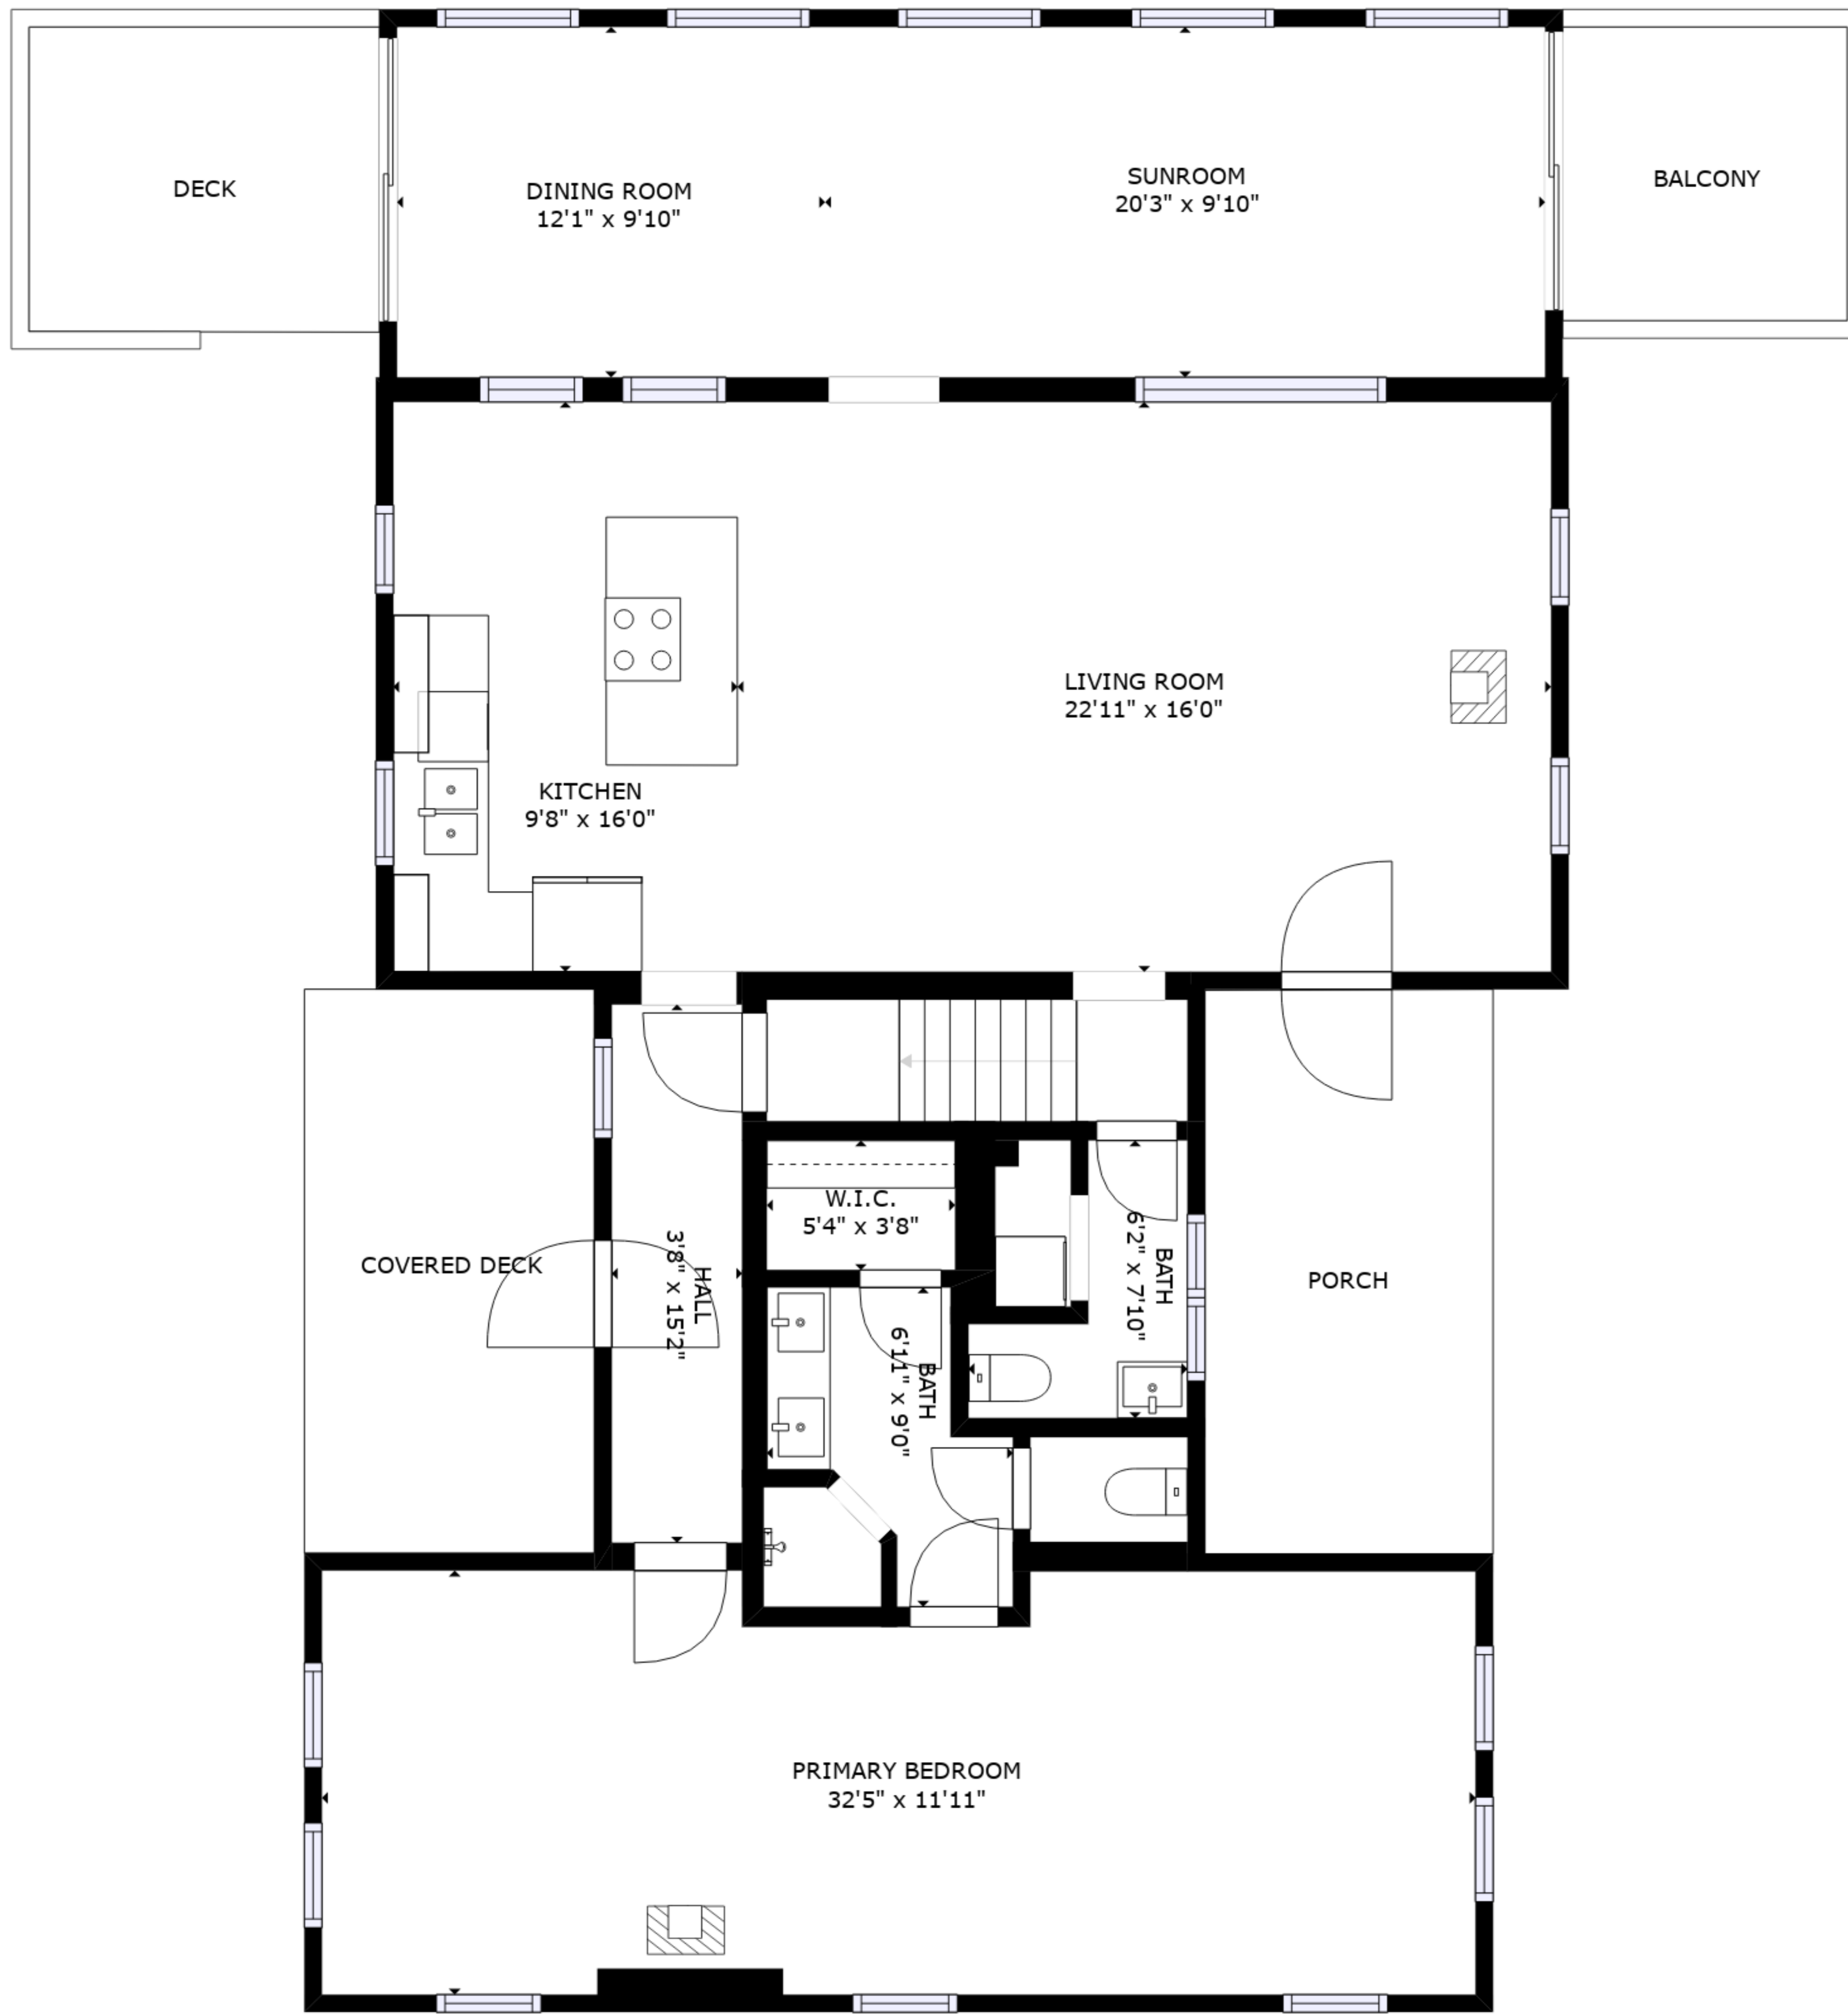 DECK
DINING ROOM
12'1" x 9'10"
SUNROOM
20'3" x 9'10"
BALCONY
LIVING ROOM
22'11" x 16'0"
KITCHEN
9'8" x 16'0"
W.I.C.
5'4" x 3'8"
COVERED DECK
HALL
3'8" x 15'2"
BATH
6'2" x 7'10"
PORCH
BATH
6'11" x 9'0"
PRIMARY BEDROOM
32'5" x 11'11"